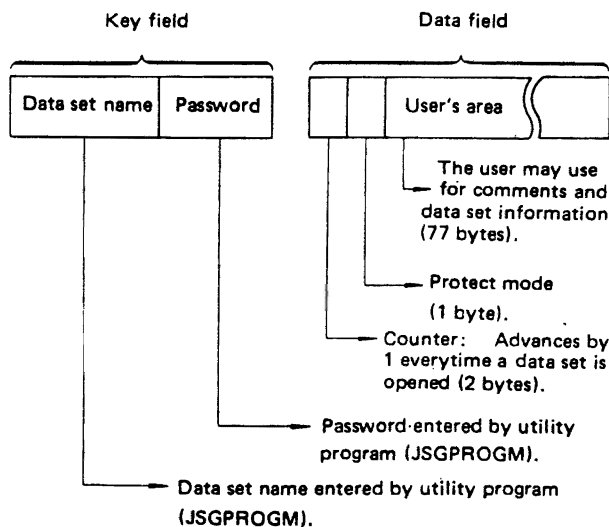 Key field
Data field
Data set name
Password
User's area
The user may use
for comments and
data set information
(77 bytes).
Protect mode
(1 byte).
Counter: Advances by
1 everytime a data set is
opened (2 bytes).
Password·entered by utility
program (JSGPROGM).
Data set name entered by utility program
(JSGPROGM).